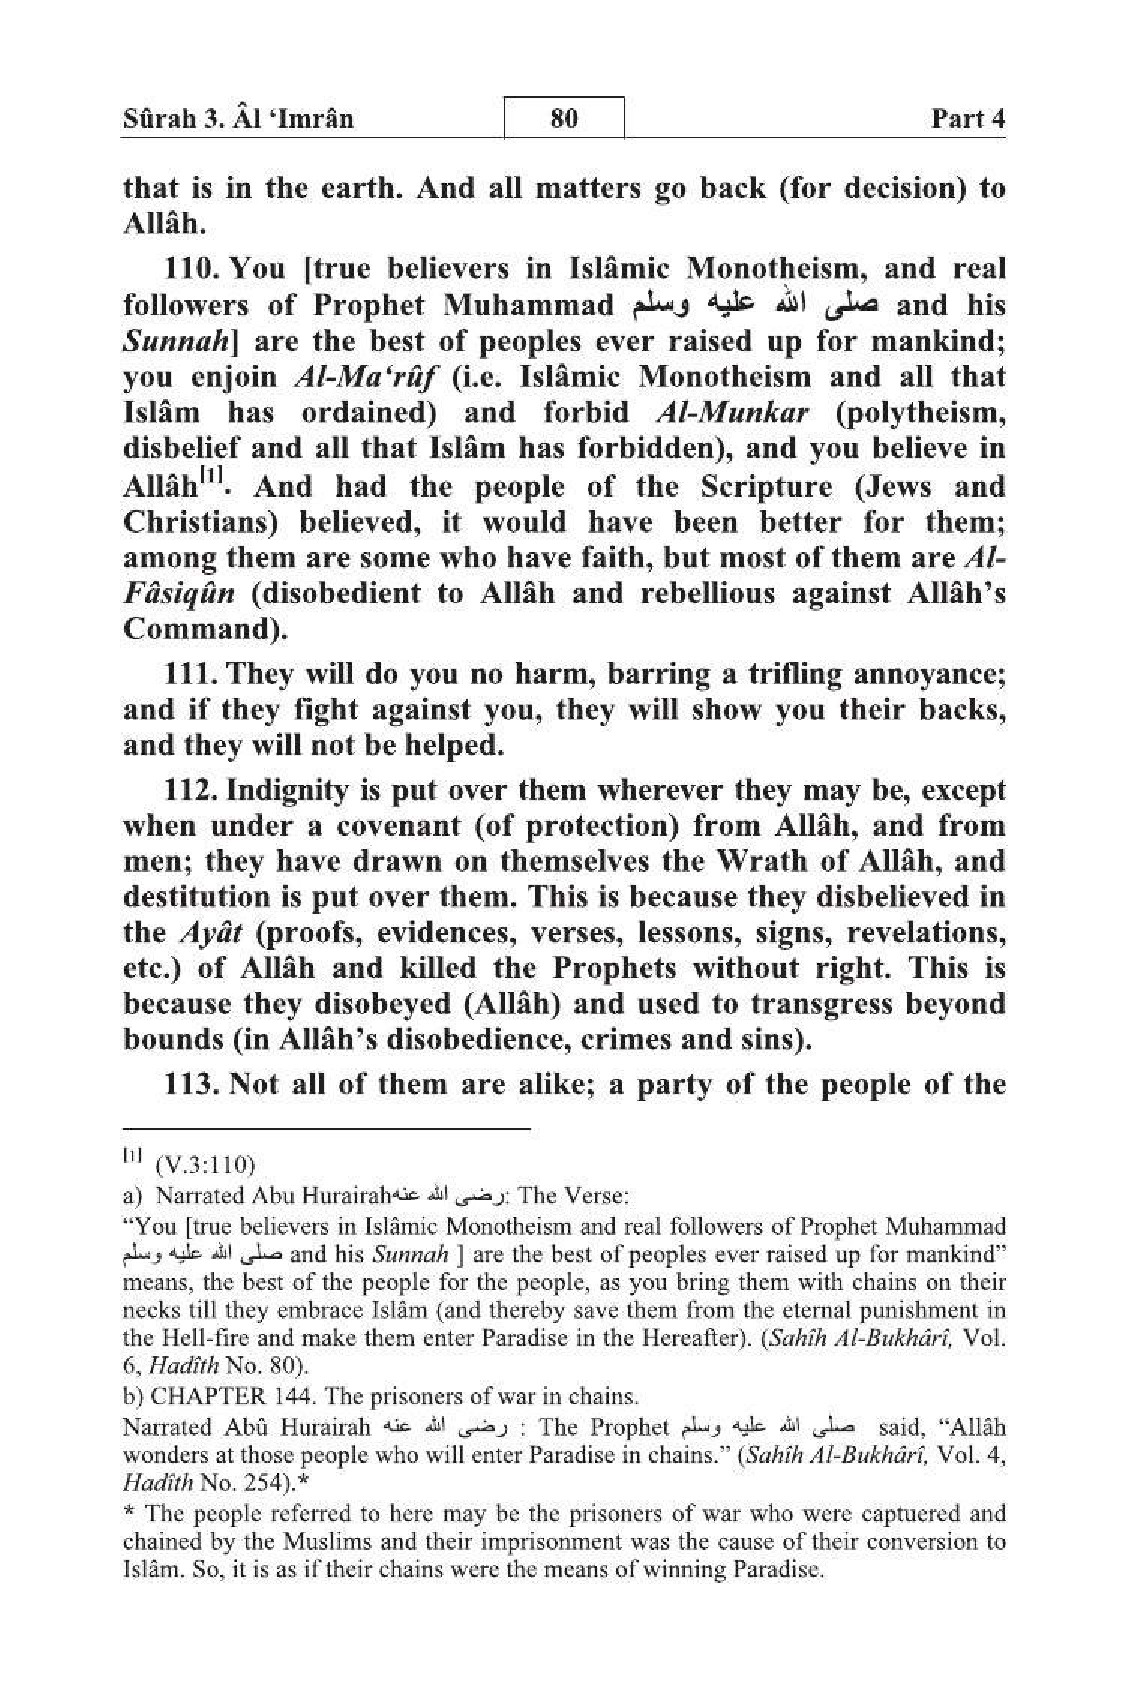 Sûrah 3. Âl ‘Imrân 80 Part 4
that is in the earth. And all matters go back (for decision) to
Allâh.
110. You [true believers in Islâmic Monotheism, and real
followers of Prophet Muhammad صلى الله عليه وسلم and his
Sunnah] are the best of peoples ever raised up for mankind;
you enjoin Al-Ma‘rûf (i.e. Islâmic Monotheism and all that
Islâm has ordained) and forbid Al-Munkar (polytheism,
disbelief and all that Islâm has forbidden), and you believe in
Allâh[1]. And had the people of the Scripture (Jews and
Christians) believed, it would have been better for them;
among them are some who have faith, but most of them are Al-
Fâsiqûn (disobedient to Allâh and rebellious against Allâh’s
Command).
111. They will do you no harm, barring a trifling annoyance;
and if they fight against you, they will show you their backs,
and they will not be helped.
112. Indignity is put over them wherever they may be, except
when under a covenant (of protection) from Allâh, and from
men; they have drawn on themselves the Wrath of Allâh, and
destitution is put over them. This is because they disbelieved in
the Ayât (proofs, evidences, verses, lessons, signs, revelations,
etc.) of Allâh and killed the Prophets without right. This is
because they disobeyed (Allâh) and used to transgress beyond
bounds (in Allâh’s disobedience, crimes and sins).
113. Not all of them are alike; a party of the people of the
[1] (V.3:110)
a) Narrated Abu Hurairah رضى الله عنه: The Verse:
“You [true believers in Islâmic Monotheism and real followers of Prophet Muhammad
صلى الله عليه وسلم and his Sunnah ] are the best of peoples ever raised up for mankind”
means, the best of the people for the people, as you bring them with chains on their
necks till they embrace Islâm (and thereby save them from the eternal punishment in
the Hell-fire and make them enter Paradise in the Hereafter). (Sahîh Al-Bukhârî, Vol.
6, Hadîth No. 80).
b) CHAPTER 144. The prisoners of war in chains.
Narrated Abû Hurairah رضى الله عنه : The Prophet صلى الله عليه وسلم said, “Allâh
wonders at those people who will enter Paradise in chains.” (Sahîh Al-Bukhârî, Vol. 4,
Hadîth No. 254).*
* The people referred to here may be the prisoners of war who were captuered and
chained by the Muslims and their imprisonment was the cause of their conversion to
Islâm. So, it is as if their chains were the means of winning Paradise.